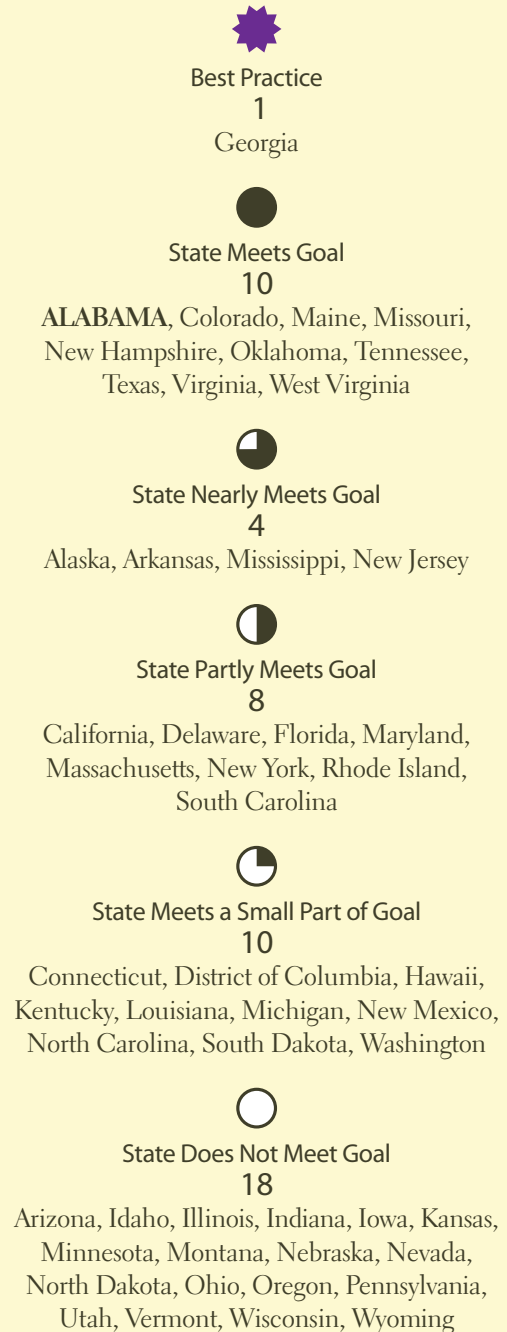 Best Practice
1
Georgia
State Meets Goal
10
ALABAMA, Colorado, Maine, Missouri,
New Hampshire, Oklahoma, Tennessee,
Texas, Virginia, West Virginia
State Nearly Meets Goal
4
Alaska, Arkansas, Mississippi, New Jersey
State Partly Meets Goal
8
California, Delaware, Florida, Maryland,
Massachusetts, New York, Rhode Island,
South Carolina
State Meets a Small Part of Goal
10
Connecticut, District of Columbia, Hawaii,
Kentucky, Louisiana, Michigan, New Mexico,
North Carolina, South Dakota, Washington
State Does Not Meet Goal
18
Arizona, Idaho, Illinois, Indiana, Iowa, Kansas,
Minnesota, Montana, Nebraska, Nevada,
North Dakota, Ohio, Oregon, Pennsylvania,
Utah, Vermont, Wisconsin, Wyoming